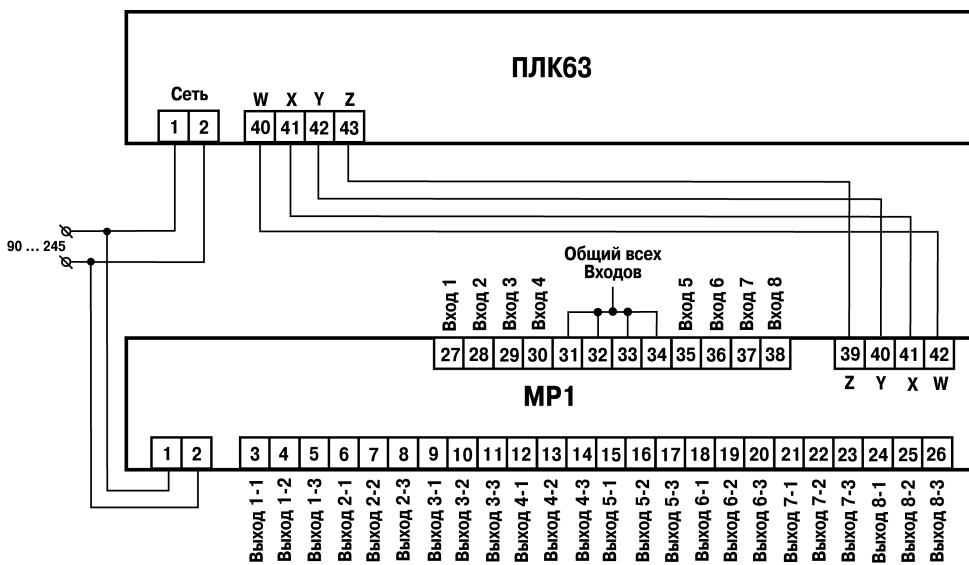 ПЛК63
Сеть
W X Y Z
1 2 40 41 42 43
90 ... 245
Общий всех
Входов
Вход 1
Вход 2
Вход 3
Вход 4
Вход 5
Вход 6
Вход 7
Вход 8
27 28 29 30 31 32 33 34 35 36 37 38 39 40 41 42
Z Y X W
МР1
1 2 3 4 5 6 7 8 9 10 11 12 13 14 15 16 17 18 19 20 21 22 23 24 25 26
Выход 1-1
Выход 1-2
Выход 1-3
Выход 2-1
Выход 2-2
Выход 2-3
Выход 3-1
Выход 3-2
Выход 3-3
Выход 4-1
Выход 4-2
Выход 4-3
Выход 5-1
Выход 5-2
Выход 5-3
Выход 6-1
Выход 6-2
Выход 6-3
Выход 7-1
Выход 7-2
Выход 7-3
Выход 8-1
Выход 8-2
Выход 8-3